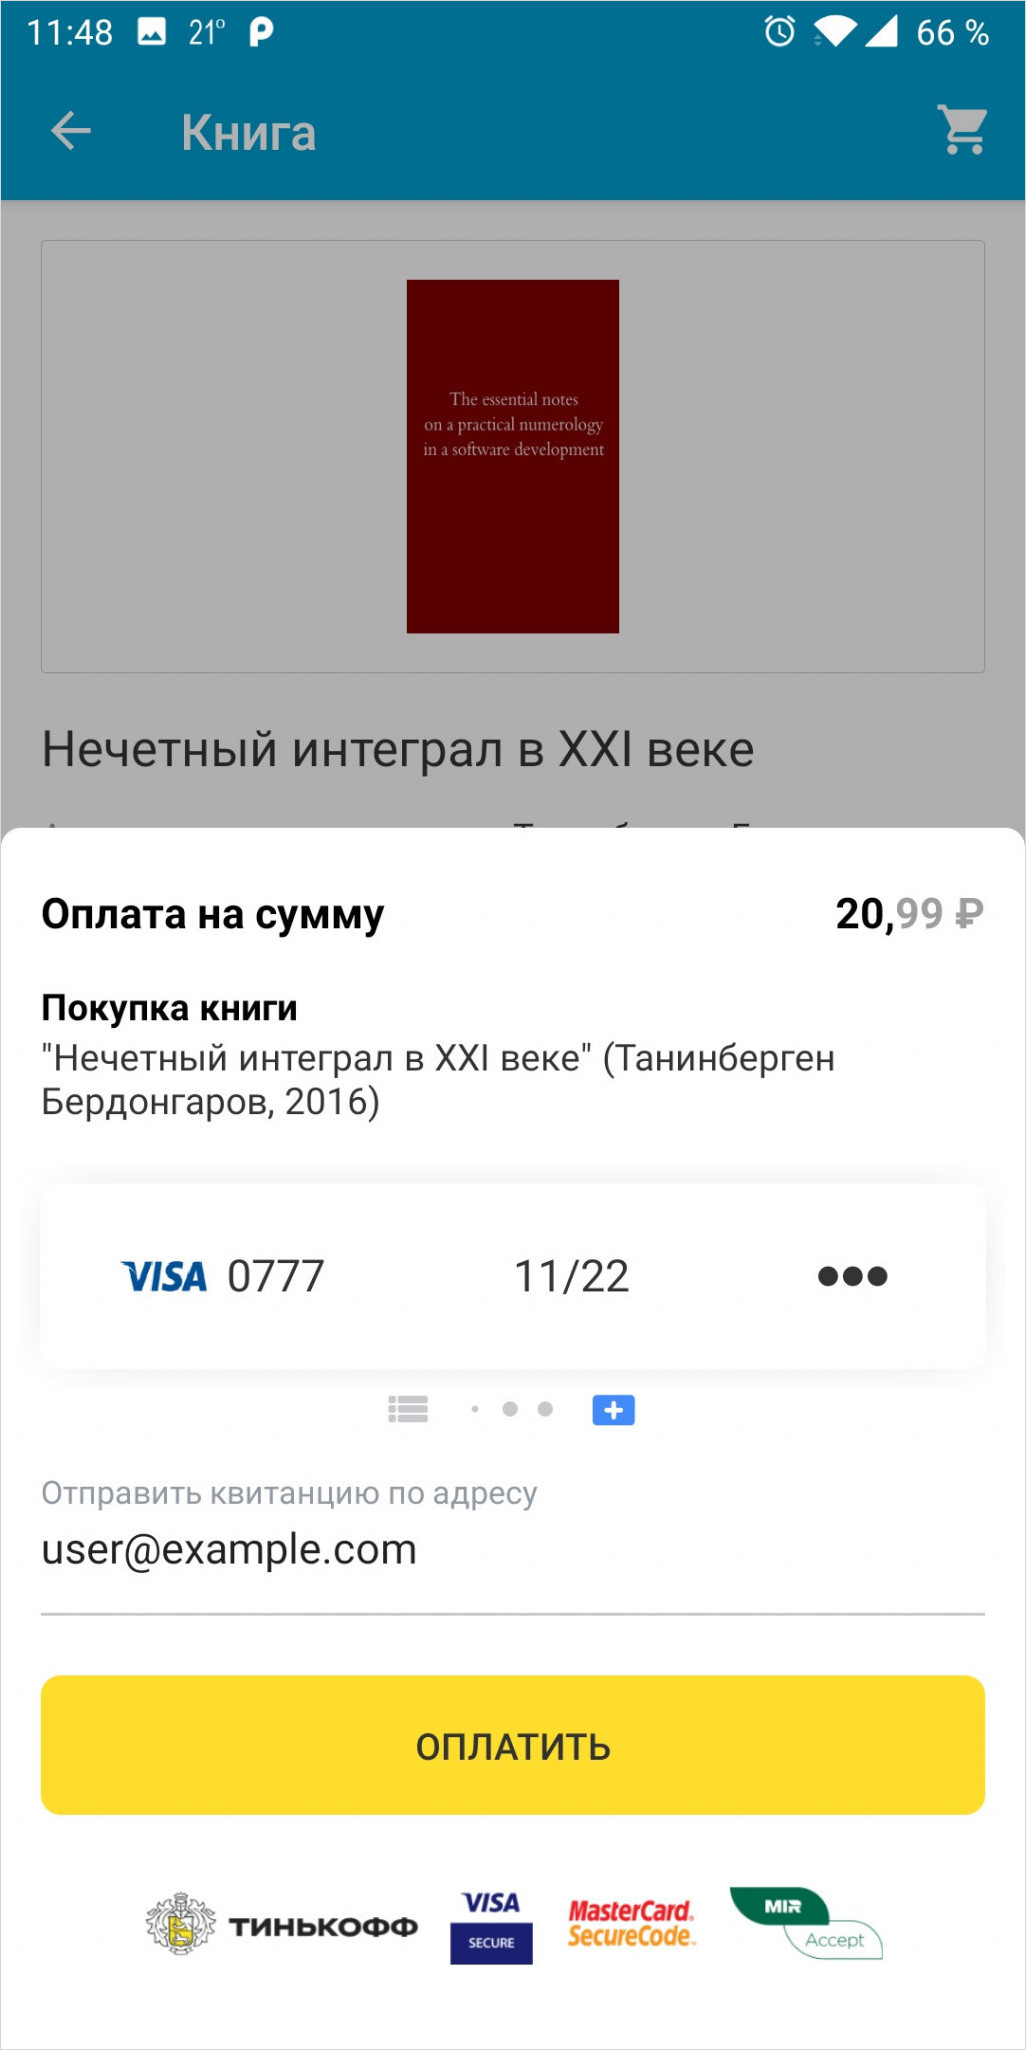 11:48 21° 66 %
Книга
The essential notes
on a practical numerology
in a software development
Нечетный интеграл в XXI веке
Оплата на сумму 20,99 ₽
Покупка книги
"Нечетный интеграл в XXI веке" (Танинберген
Бердонгаров, 2016)
VISA 0777 11/22
Отправить квитанцию по адресу
user@example.com
ОПЛАТИТЬ
ТИНЬКОФФ VISA SECURE MasterCard. SecureCode. MIR Accept